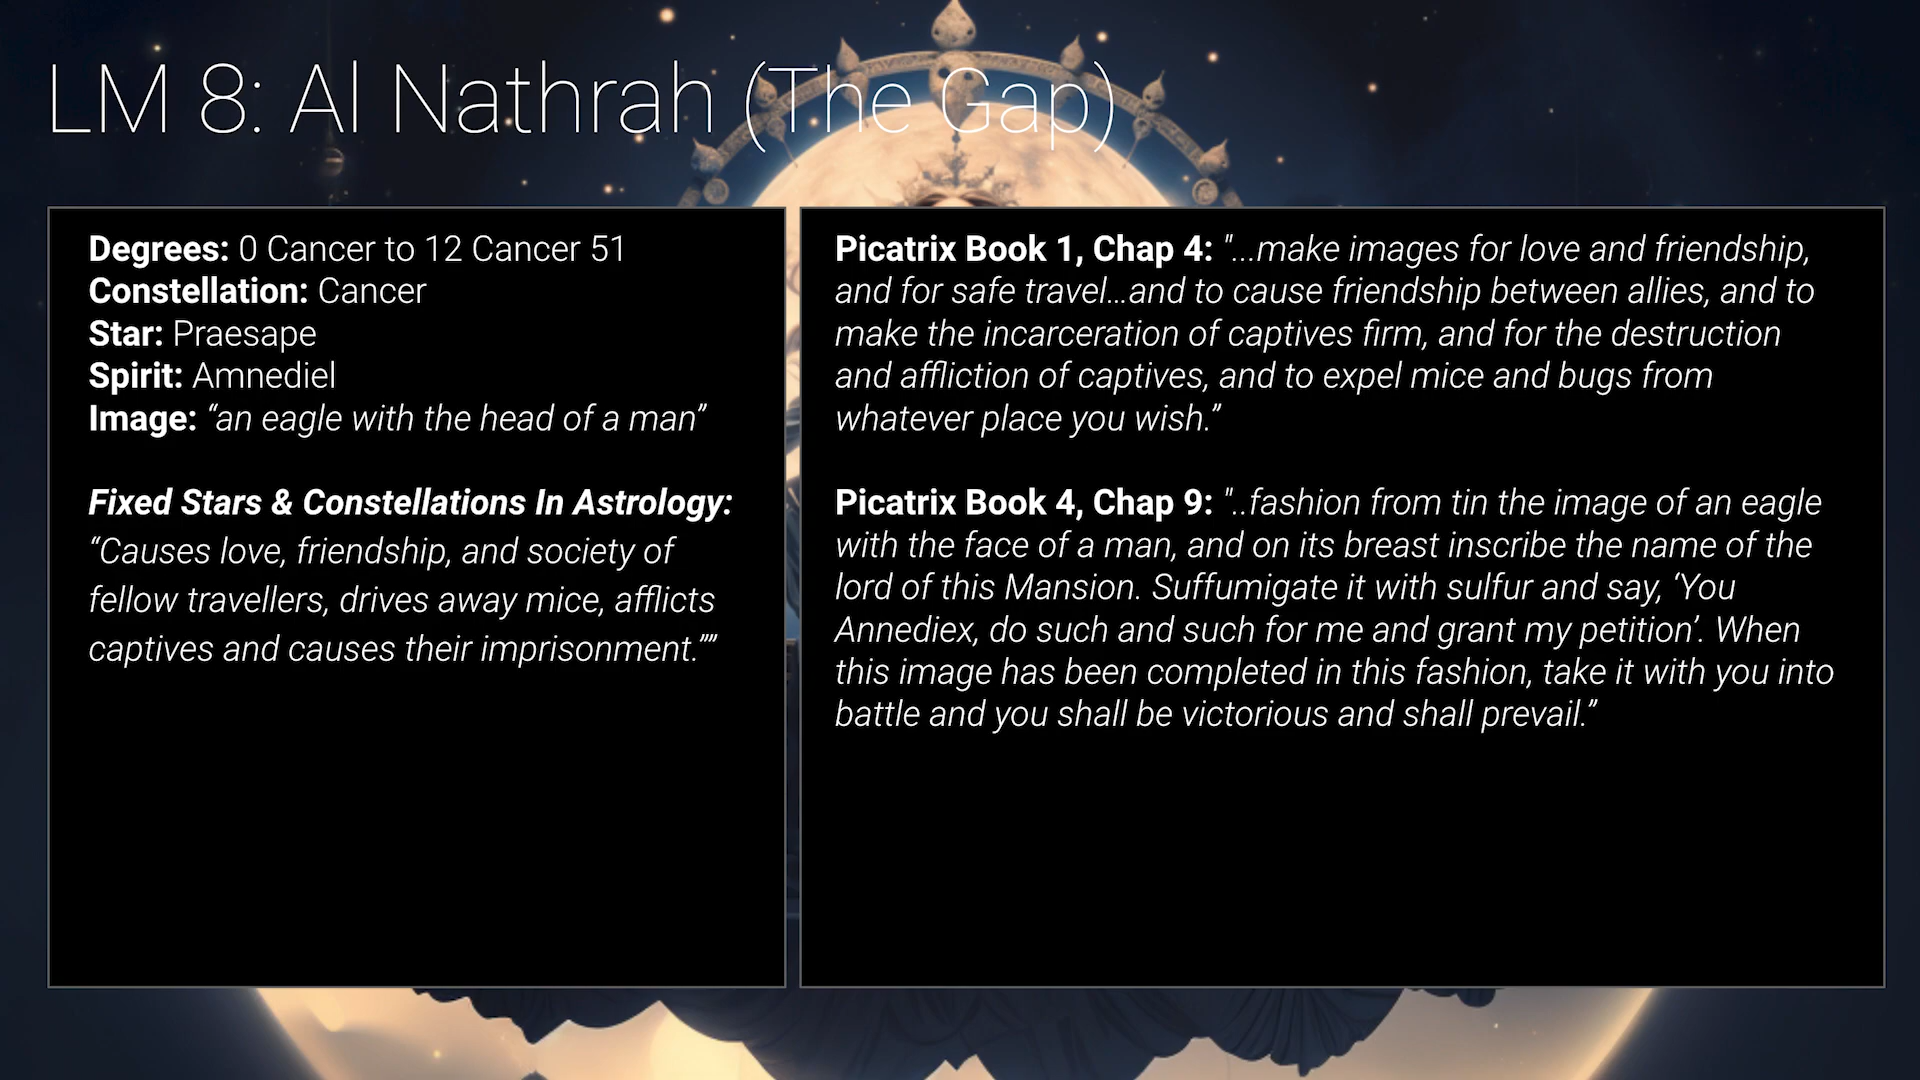 LM 8: Al Nathrah (The Gap)
Degrees: 0 Cancer to 12 Cancer 51
Constellation: Cancer
Star: Praesape
Spirit: Amnediel
Image: “an eagle with the head of a man”
Fixed Stars & Constellations In Astrology:
“Causes love, friendship, and society of
fellow travellers, drives away mice, afflicts
captives and causes their imprisonment.””
Picatrix Book 1, Chap 4: "...make images for love and friendship,
and for safe travel…and to cause friendship between allies, and to
make the incarceration of captives firm, and for the destruction
and affliction of captives, and to expel mice and bugs from
whatever place you wish.”
Picatrix Book 4, Chap 9: "..fashion from tin the image of an eagle
with the face of a man, and on its breast inscribe the name of the
lord of this Mansion. Suffumigate it with sulfur and say, ‘You
Annediex, do such and such for me and grant my petition’. When
this image has been completed in this fashion, take it with you into
battle and you shall be victorious and shall prevail.”